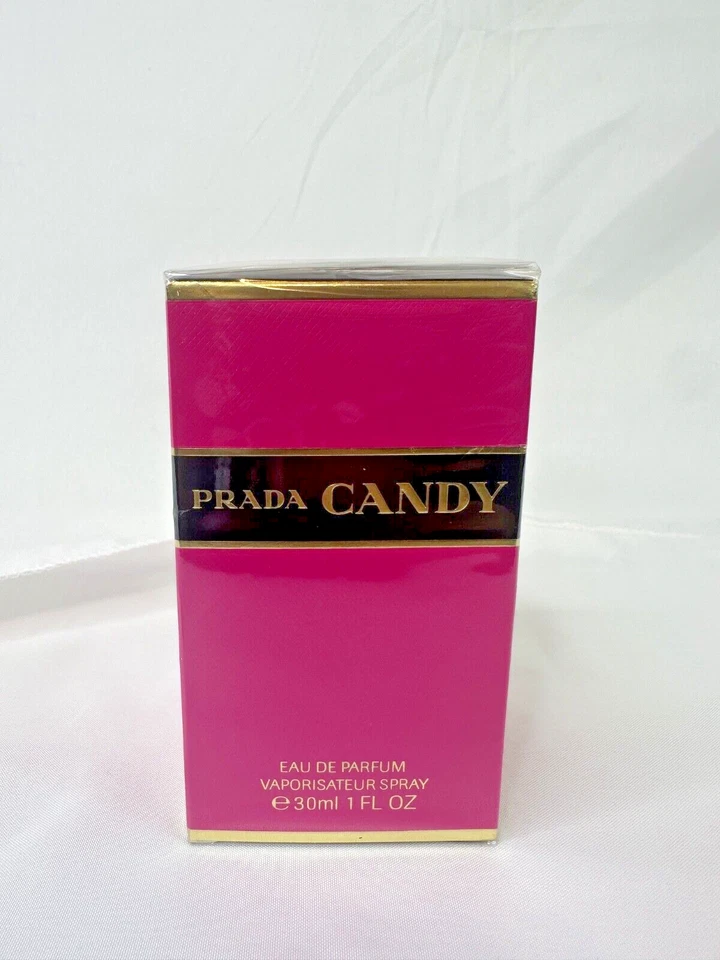 PRADA CANDY
EAU DE PARFUM
VAPORISATEUR SPRAY
℮30ml 1 FL OZ